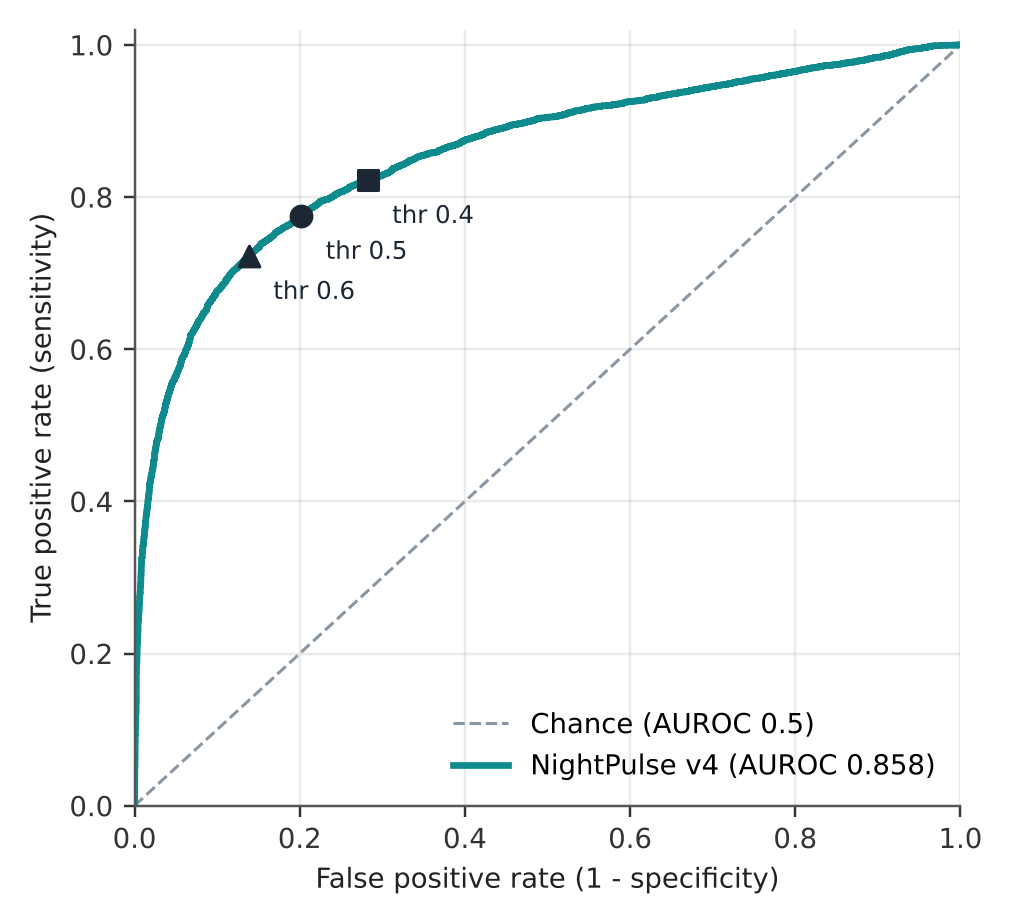 1.0
0.8
0.6
0.4
0.2
0.0
True positive rate (sensitivity)
thr 0.4
thr 0.5
thr 0.6
Chance (AUROC 0.5)
NightPulse v4 (AUROC 0.858)
0.0 0.2 0.4 0.6 0.8 1.0
False positive rate (1 - specificity)